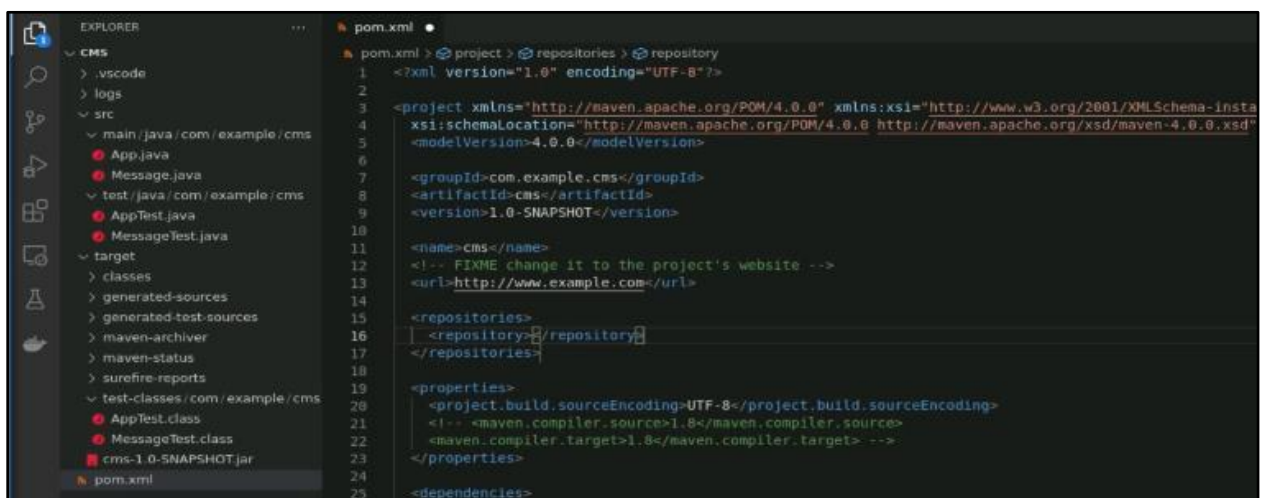 EXPLORER
CMS
.vscode
logs
src
main/java/com/example/cms
App.java
Message.java
test/java/com/example/cms
AppTest.java
MessageTest.java
target
classes
generated-sources
generated-test-sources
maven-archiver
maven-status
surefire-reports
test-classes/com/example/cms
AppTest.class
MessageTest.class
cms-1.0-SNAPSHOT.jar
pom.xml
pom.xml
pom.xml > project > repositories > repository
1 <?xml version="1.0" encoding="UTF-8"?>
2
3 <project xmlns="http://maven.apache.org/POM/4.0.0" xmlns:xsi="http://www.w3.org/2001/XMLSchema-insta
4 xsi:schemaLocation="http://maven.apache.org/POM/4.0.0 http://maven.apache.org/xsd/maven-4.0.0.xsd"
5 <modelVersion>4.0.0</modelVersion>
6
7 <groupId>com.example.cms</groupId>
8 <artifactId>cms</artifactId>
9 <version>1.0-SNAPSHOT</version>
10
11 <name>cms</name>
12 <!-- FIXME change it to the project's website -->
13 <url>http://www.example.com</url>
14
15 <repositories>
16 <repository></repository>
17 </repositories>
18
19 <properties>
20 <project.build.sourceEncoding>UTF-8</project.build.sourceEncoding>
21 <!-- <maven.compiler.source>1.8</maven.compiler.source>
22 <maven.compiler.target>1.8</maven.compiler.target> -->
23 </properties>
24
25 <dependencies>